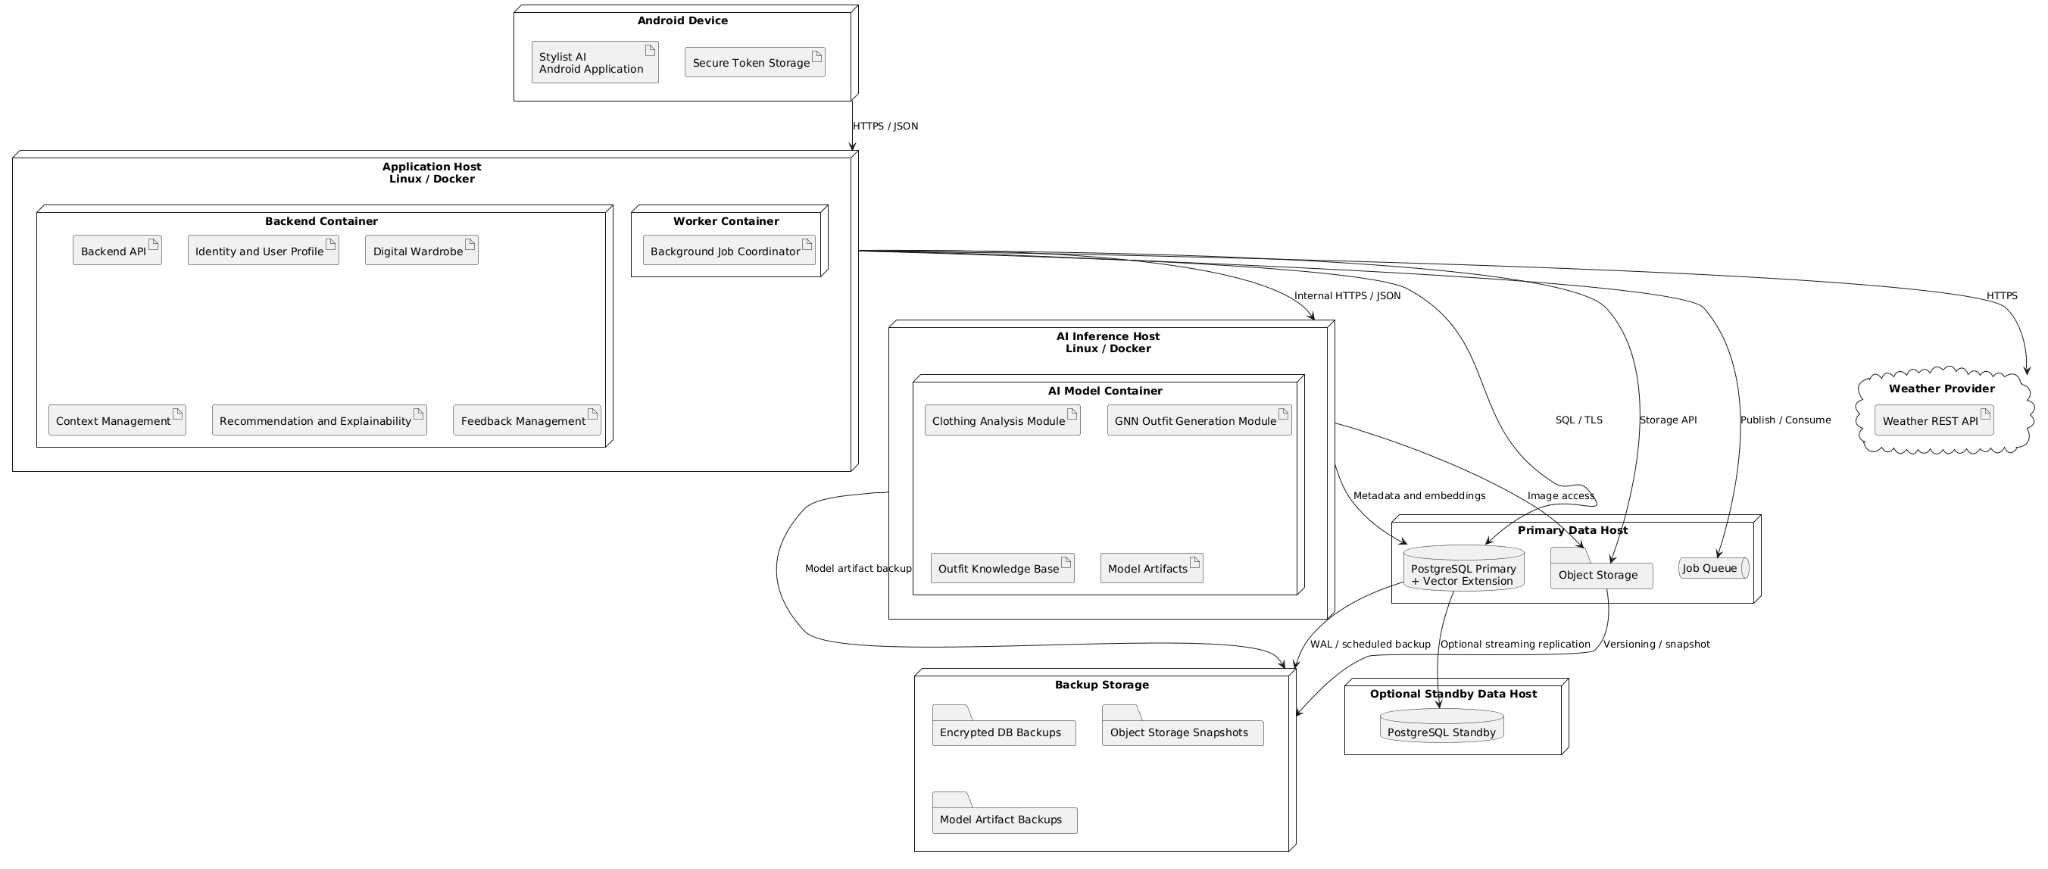 Android Device
Stylist AI
Android Application
Secure Token Storage
HTTPS / JSON
Application Host
Linux / Docker
Backend Container
Backend API
Identity and User Profile
Digital Wardrobe
Context Management
Recommendation and Explainability
Feedback Management
Worker Container
Background Job Coordinator
Internal HTTPS / JSON
HTTPS
AI Inference Host
Linux / Docker
AI Model Container
Clothing Analysis Module
GNN Outfit Generation Module
Outfit Knowledge Base
Model Artifacts
SQL / TLS
Storage API
Publish / Consume
Weather Provider
Weather REST API
Metadata and embeddings
Image access
Primary Data Host
PostgreSQL Primary
+ Vector Extension
Object Storage
Job Queue
Model artifact backup
WAL / scheduled backup
Optional streaming replication
Versioning / snapshot
Backup Storage
Encrypted DB Backups
Object Storage Snapshots
Model Artifact Backups
Optional Standby Data Host
PostgreSQL Standby